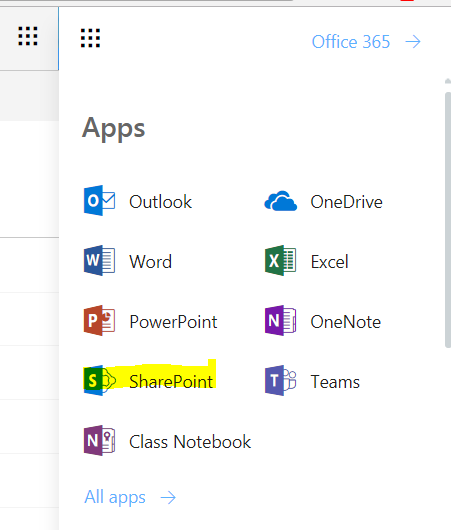 Office 365 →
Apps
Outlook
OneDrive
Word
Excel
PowerPoint
OneNote
SharePoint
Teams
Class Notebook
All apps →